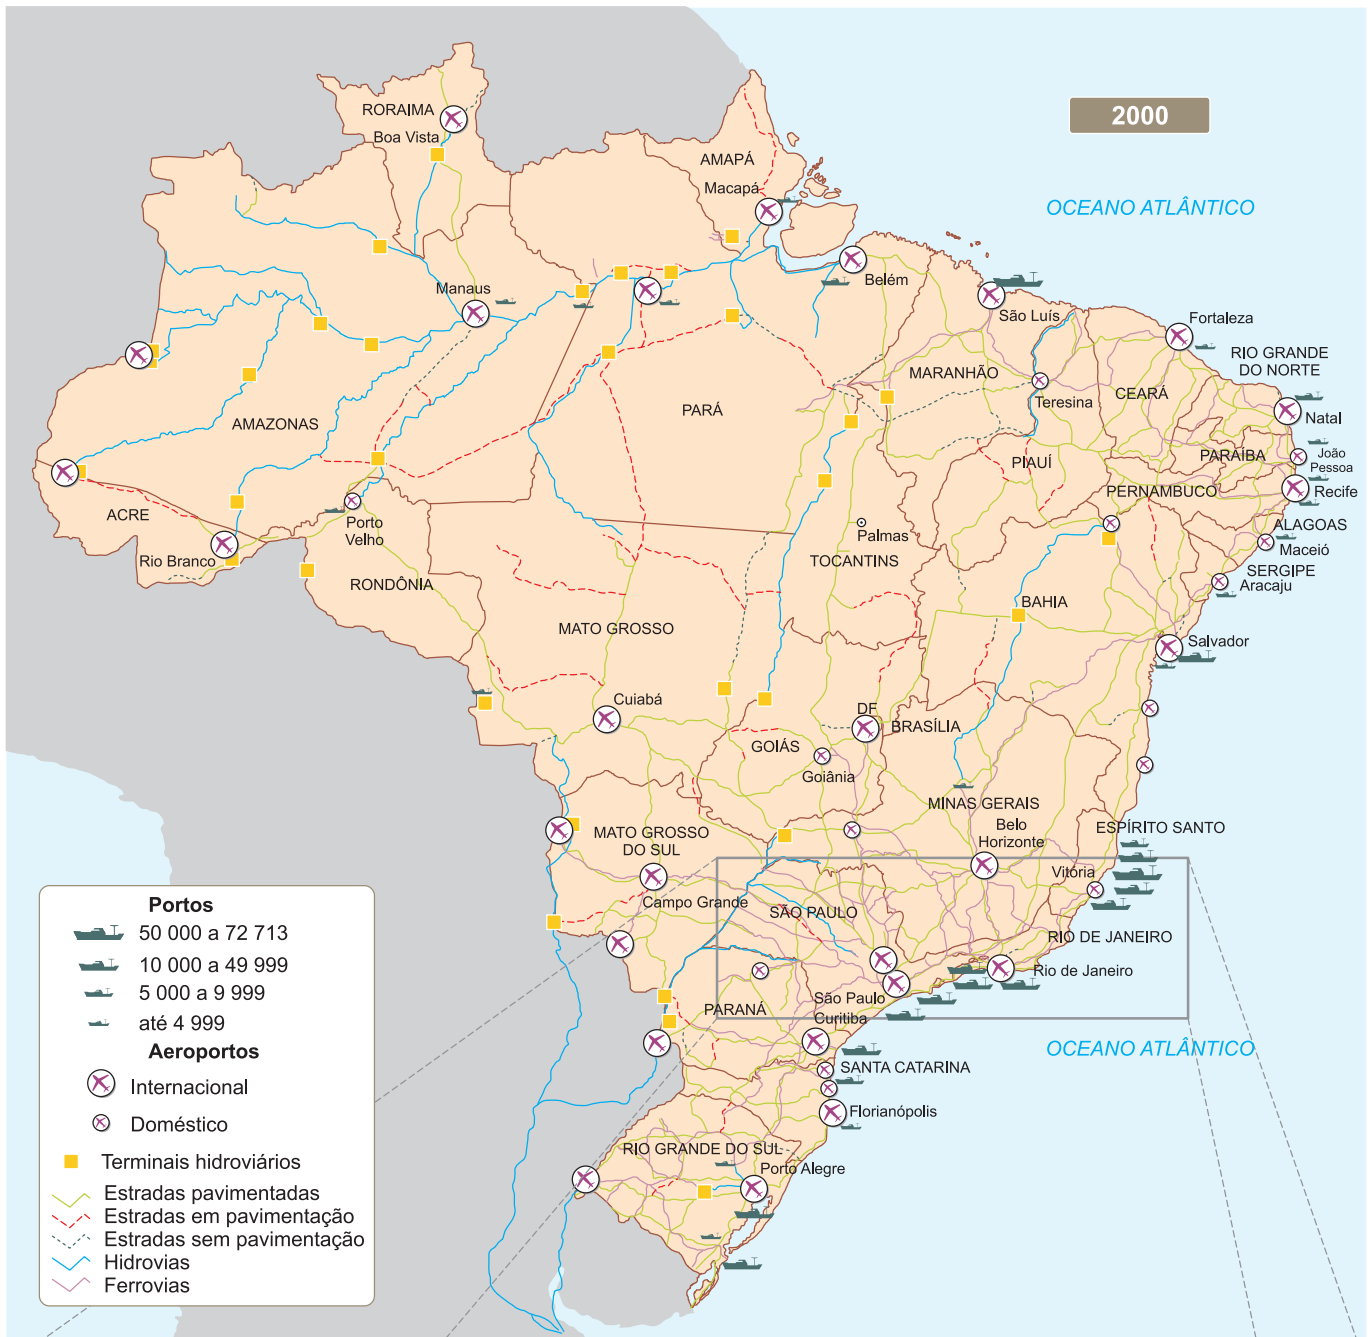 2000
RORAIMA
Boa Vista
AMAPÁ
Macapá
OCEANO ATLÂNTICO
Belém
Manaus
São Luís
Fortaleza
RIO GRANDE
DO NORTE
MARANHÃO
CEARÁ
Teresina
Natal
PARÁ
AMAZONAS
PIAUÍ
PARAÍBA
João
Pessoa
PERNAMBUCO
Recife
ACRE
Porto
Velho
Palmas
ALAGOAS
Maceió
Rio Branco
TOCANTINS
RONDÔNIA
SERGIPE
Aracaju
BAHIA
MATO GROSSO
Salvador
Cuiabá
DF
BRASÍLIA
GOIÁS
Goiânia
MINAS GERAIS
Belo
Horizonte
ESPÍRITO SANTO
MATO GROSSO
DO SUL
Vitória
Campo Grande
SÃO PAULO
RIO DE JANEIRO
Rio de Janeiro
São Paulo
PARANÁ
Curitiba
OCEANO ATLÂNTICO
SANTA CATARINA
Florianópolis
RIO GRANDE DO SUL
Porto Alegre
Portos
50 000 a 72 713
10 000 a 49 999
5 000 a 9 999
até 4 999
Aeroportos
Internacional
Doméstico
Terminais hidroviários
Estradas pavimentadas
Estradas em pavimentação
Estradas sem pavimentação
Hidrovias
Ferrovias